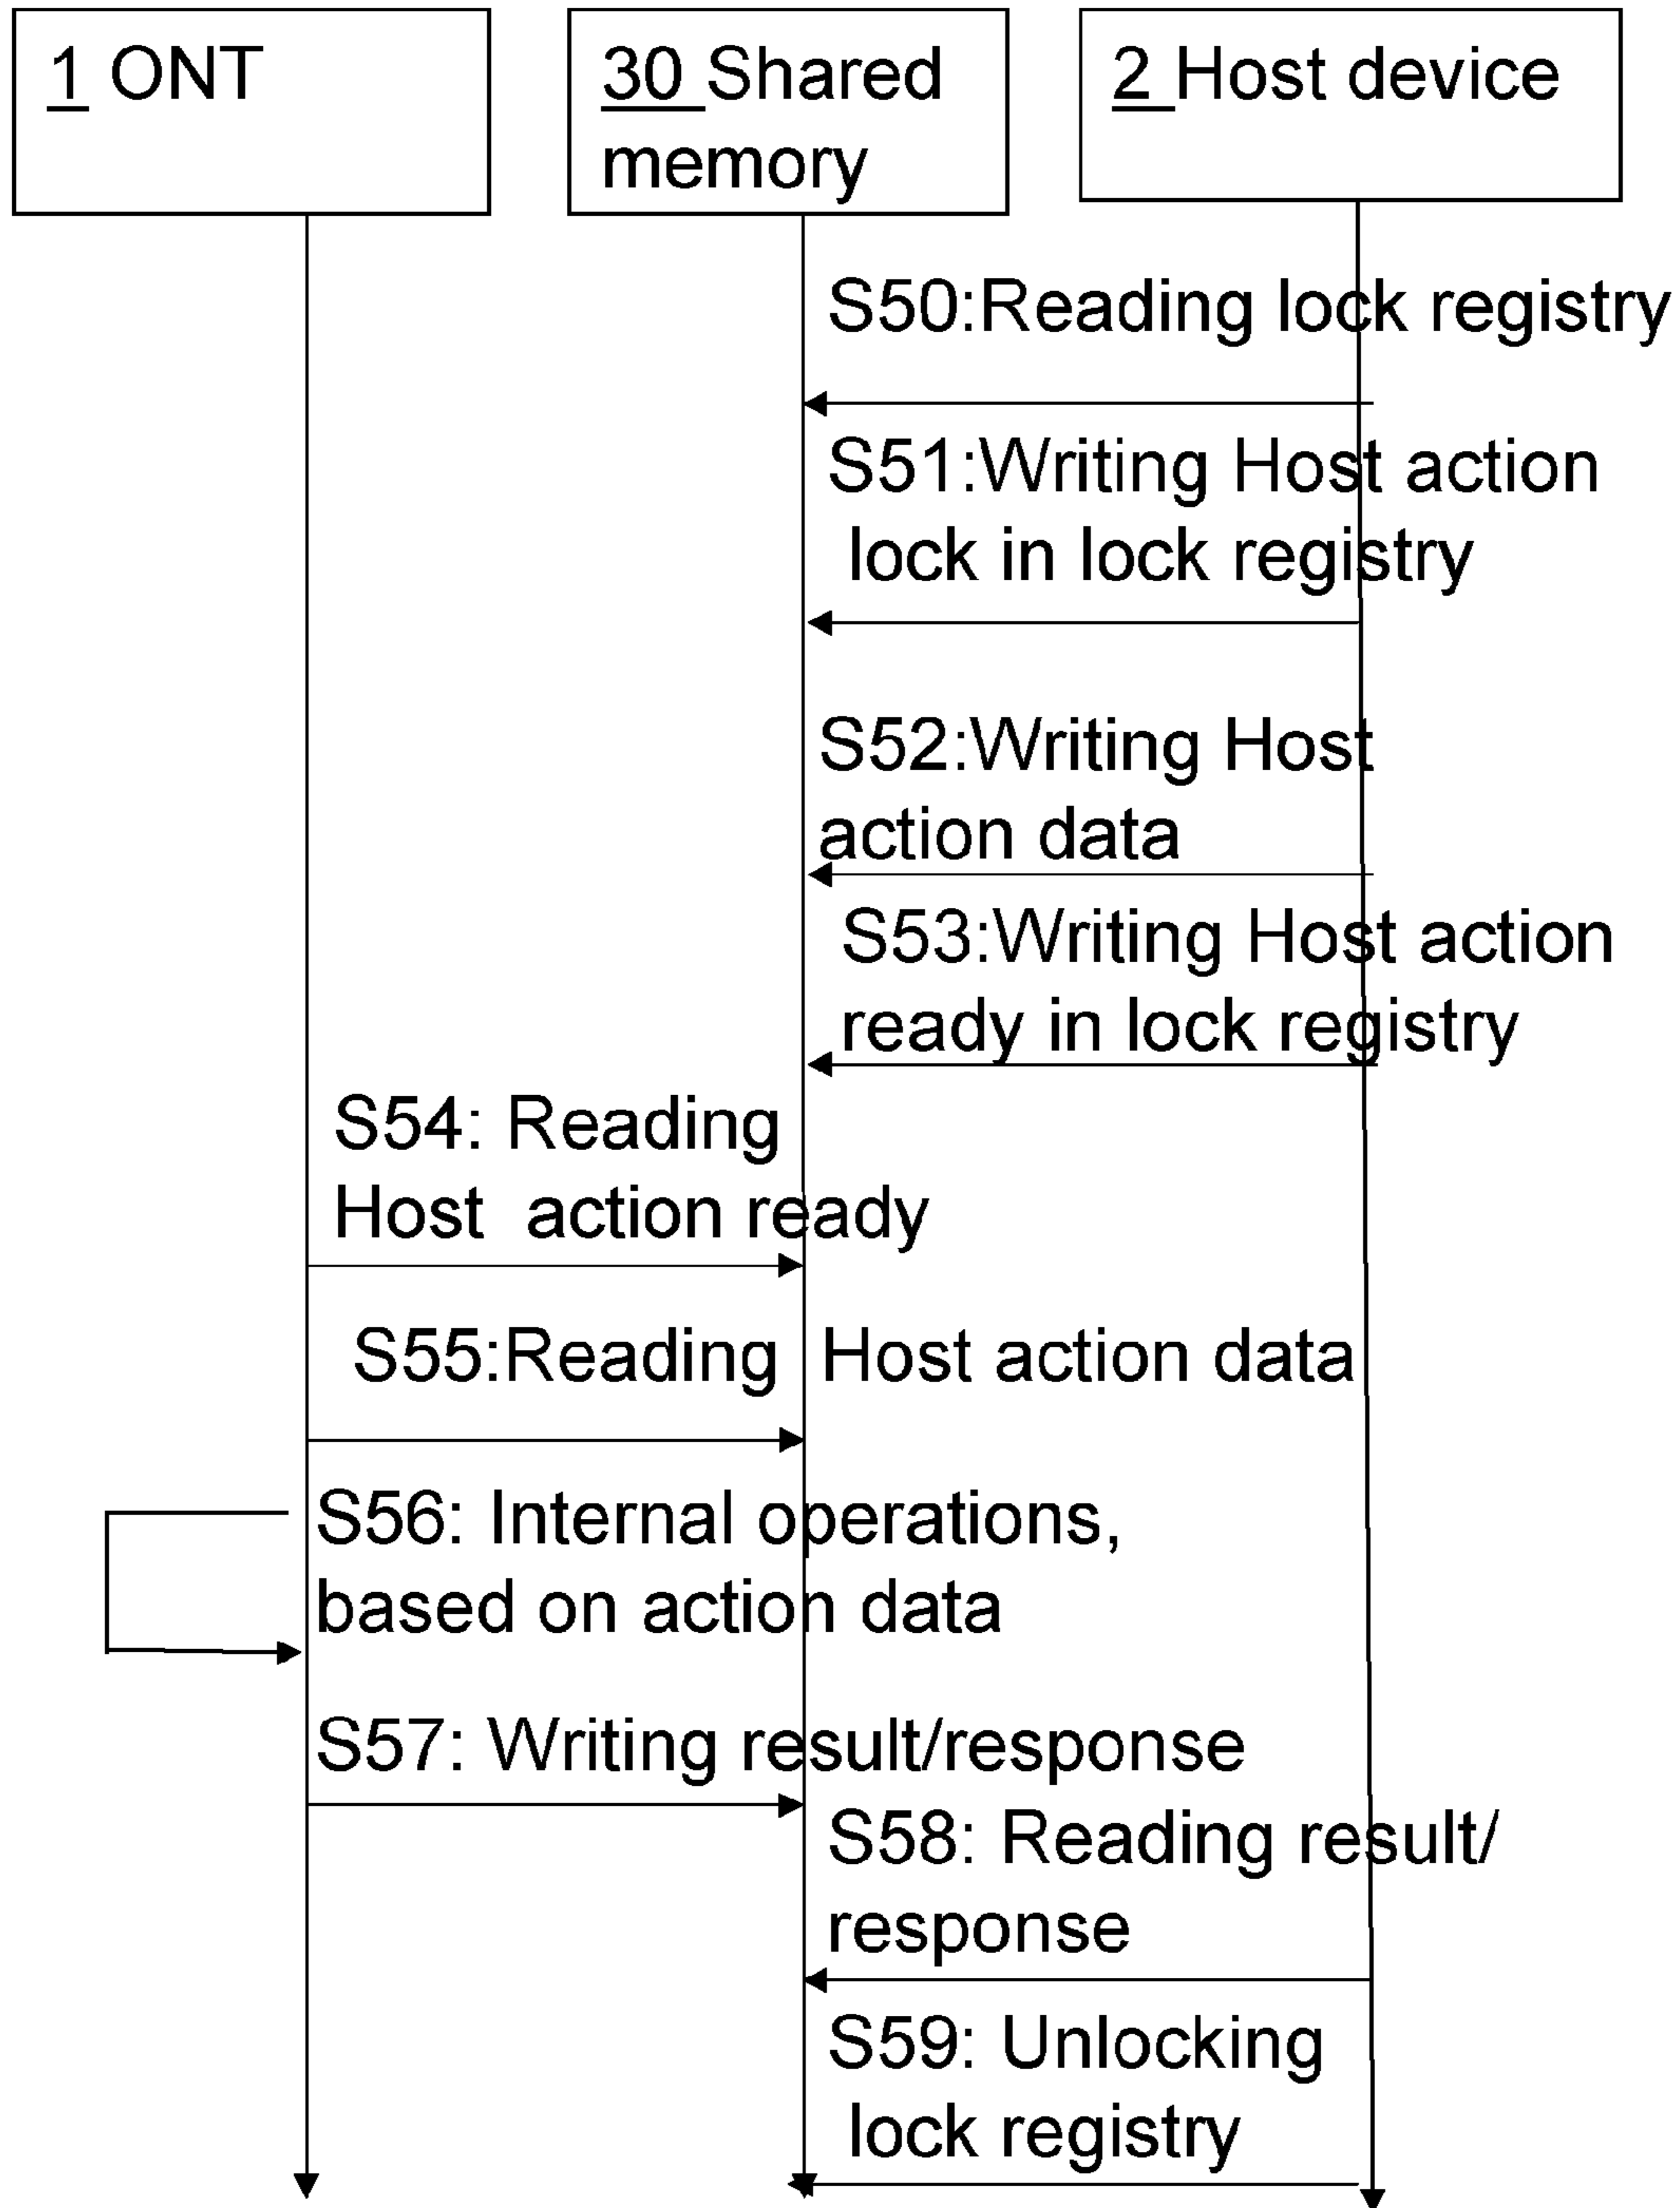 1 ONT
30 Shared
memory
2 Host device
S50:Reading lock registry
S51:Writing Host action
lock in lock registry
S52:Writing Host
action data
S53:Writing Host action
ready in lock registry
S54: Reading
Host action ready
S55:Reading Host action data
S56: Internal operations,
based on action data
S57: Writing result/response
S58: Reading result/
response
S59: Unlocking
lock registry